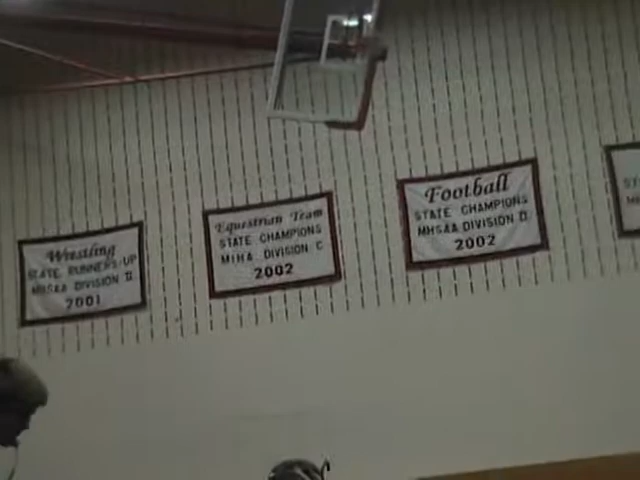 Wrestling
STATE RUNNERS-UP
MHSAA DIVISION
2001
Equestrian Team
STATE CHAMPIONS
MIHA DIVISION C
2002
Football
STATE CHAMPIONS
MHSAA DIVISION
2002